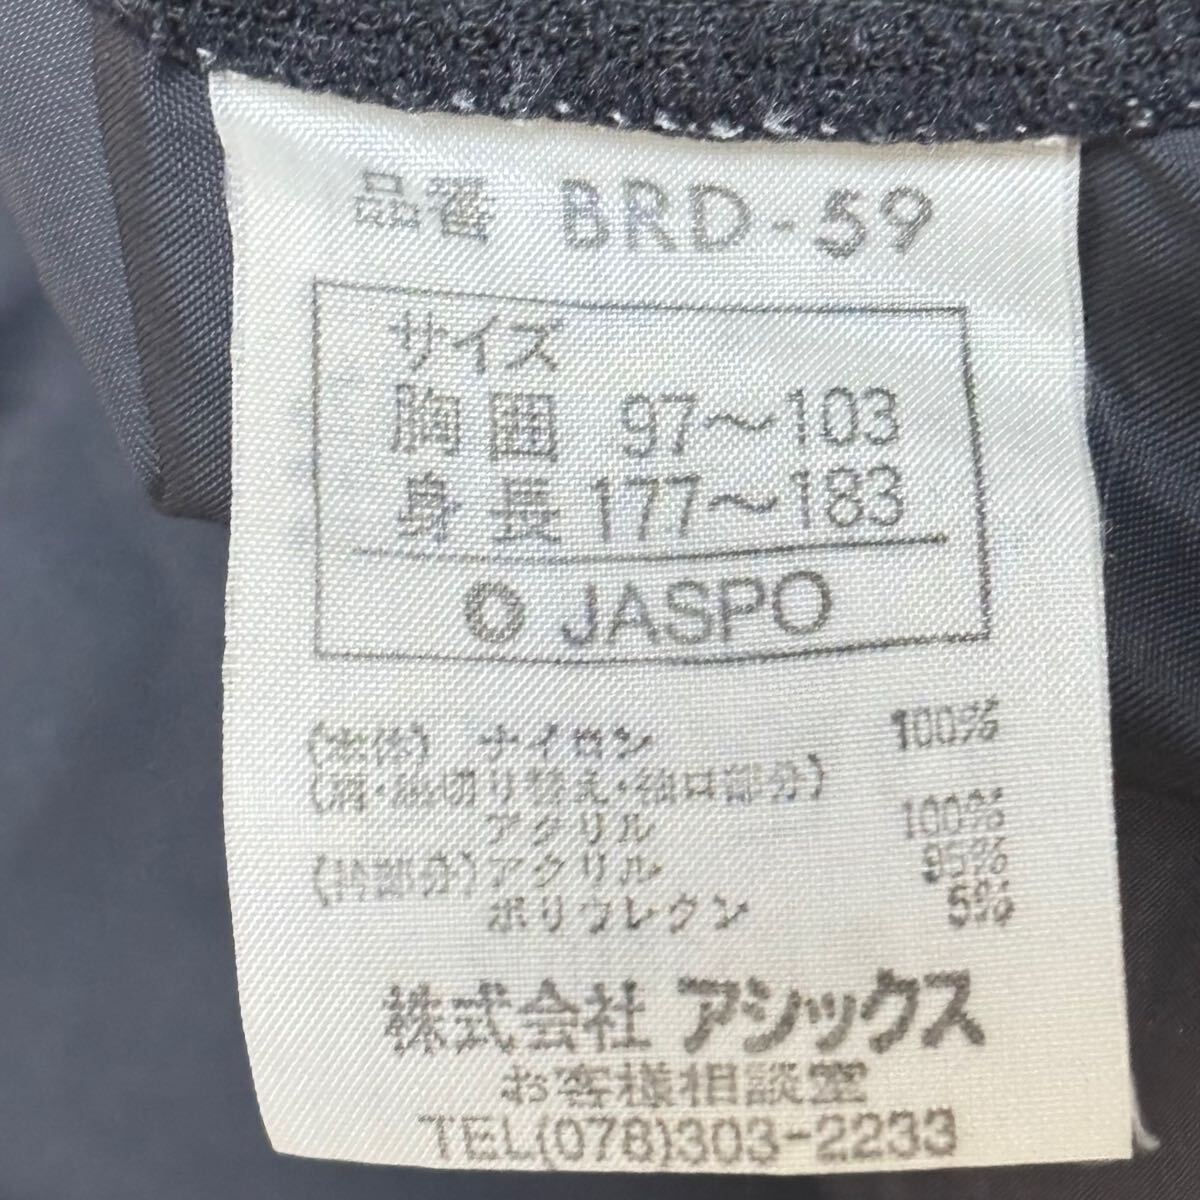 品番 BRD-59
サイズ
胸囲 97〜103
身長 177〜183
O JASPO
(本体) ナイロン 100%
(肩・脇切り替え・袖口部分)
アクリル 100%
(衿部分)アクリル 95%
ポリウレタン 5%
株式会社 アシックス
お客様相談室
TEL(078)303-2233